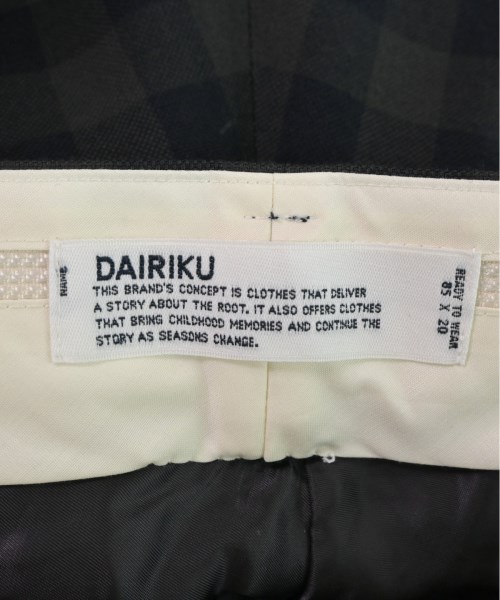 NAME
DAIRIKU
THIS BRAND'S CONCEPT IS CLOTHES THAT DELIVER
A STORY ABOUT THE ROOT. IT ALSO OFFERS CLOTHES
THAT BRING CHILDHOOD MEMORIES AND CONTINUE THE
STORY AS SEASONS CHANGE.
READY TO WEAR
85 X 20